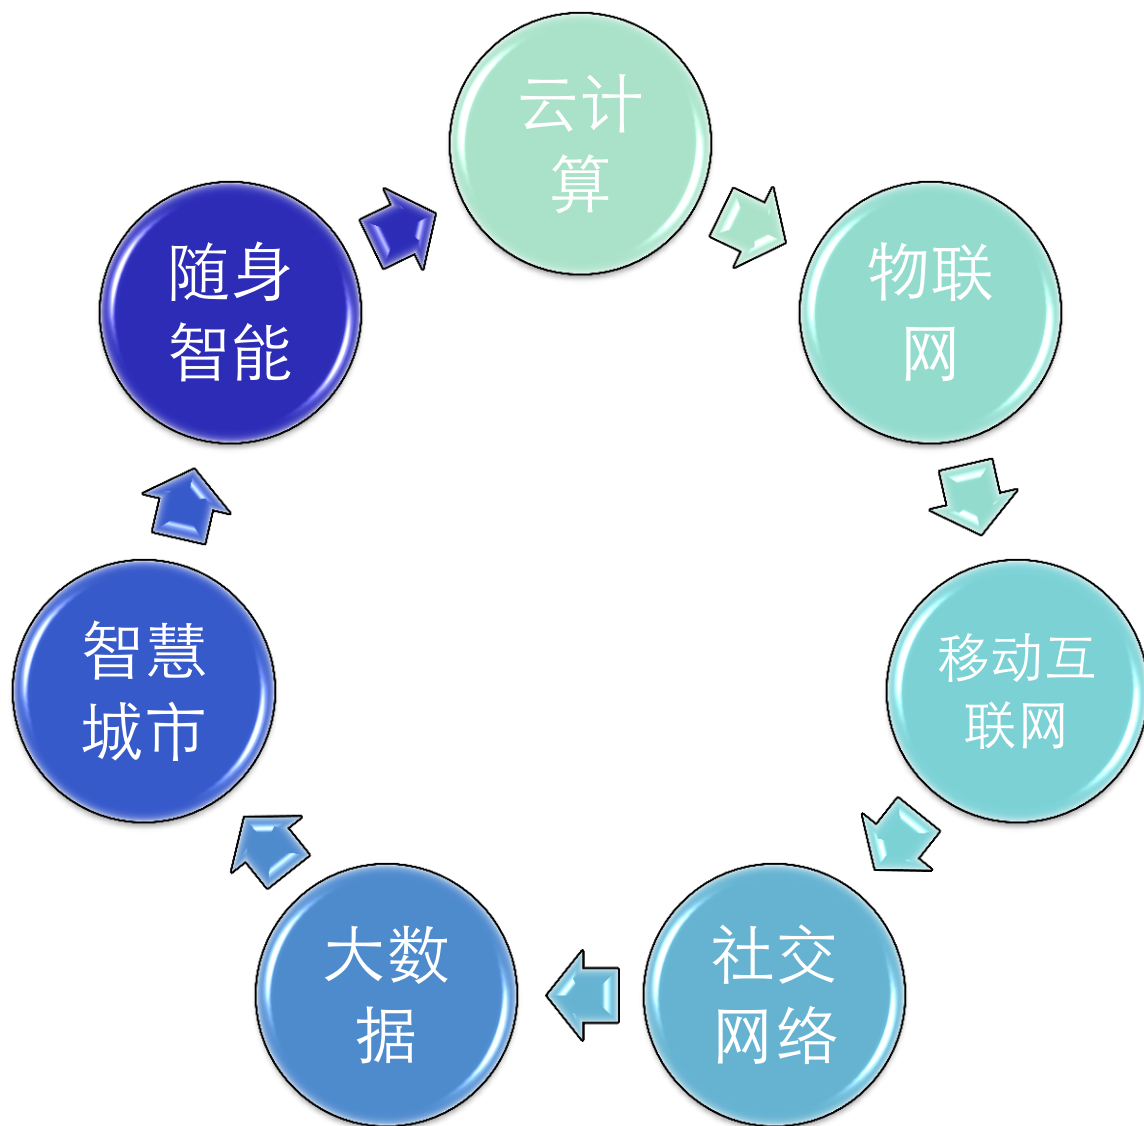 云计
算
物联
网
移动互
联网
社交
网络
大数
据
智慧
城市
随身
智能